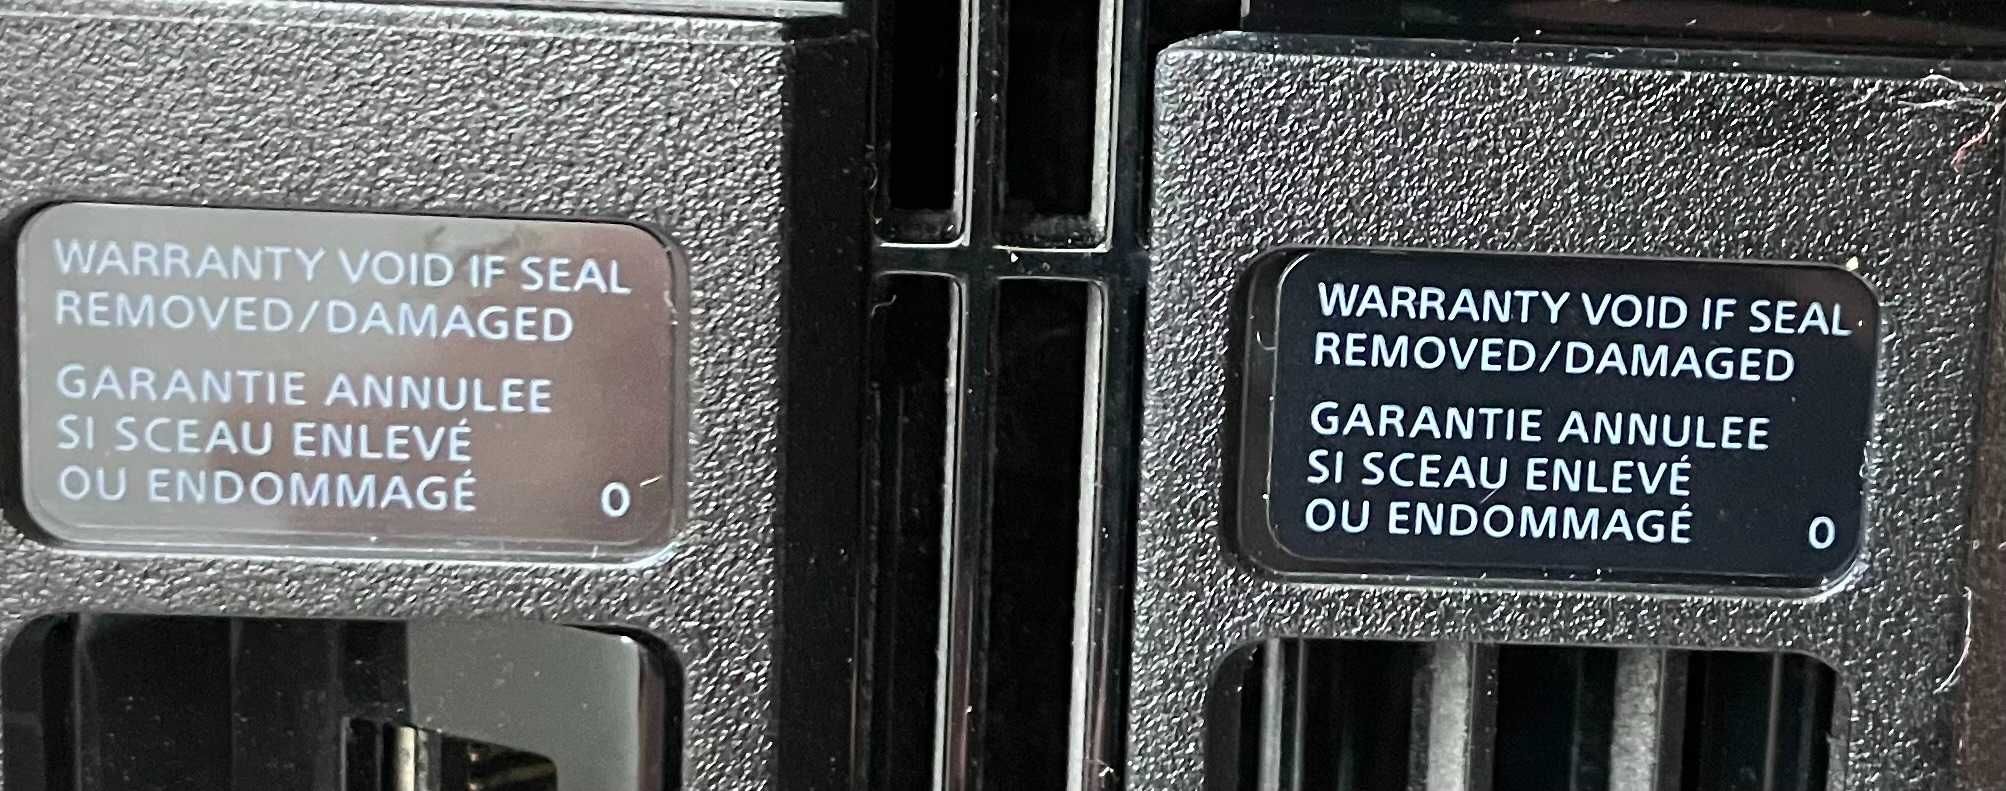 WARRANTY VOID IF SEAL
REMOVED/DAMAGED
GARANTIE ANNULEE
SI SCEAU ENLEVÉ
OU ENDOMMAGÉ 0
WARRANTY VOID IF SEAL
REMOVED/DAMAGED
GARANTIE ANNULEE
SI SCEAU ENLEVÉ
OU ENDOMMAGÉ 0